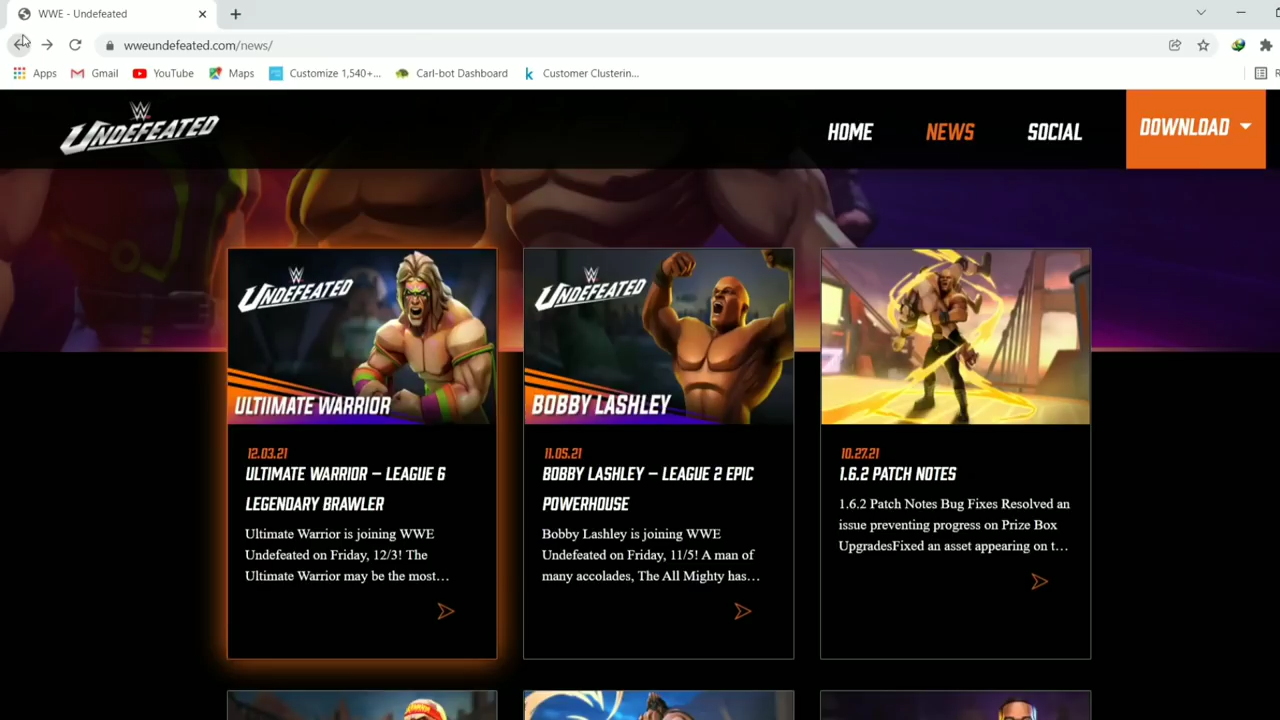 WWE - Undefeated
wweundefeated.com/news/
Apps
Gmail
YouTube
Maps
Customize 1,540+...
Carl-bot Dashboard
Customer Clusterin...
W
UNDEFEATED
HOME
NEWS
SOCIAL
DOWNLOAD
W
UNDEFEATED
ULTIMATE WARRIOR
12.03.21
ULTIMATE WARRIOR – LEAGUE 6
LEGENDARY BRAWLER
Ultimate Warrior is joining WWE
Undefeated on Friday, 12/3! The
Ultimate Warrior may be the most…
W
UNDEFEATED
BOBBY LASHLEY
11.05.21
BOBBY LASHLEY – LEAGUE 2 EPIC
POWERHOUSE
Bobby Lashley is joining WWE
Undefeated on Friday, 11/5! A man of
many accolades, The All Mighty has…
10.27.21
1.6.2 PATCH NOTES
1.6.2 Patch Notes Bug Fixes Resolved an
issue preventing progress on Prize Box
UpgradesFixed an asset appearing on t…